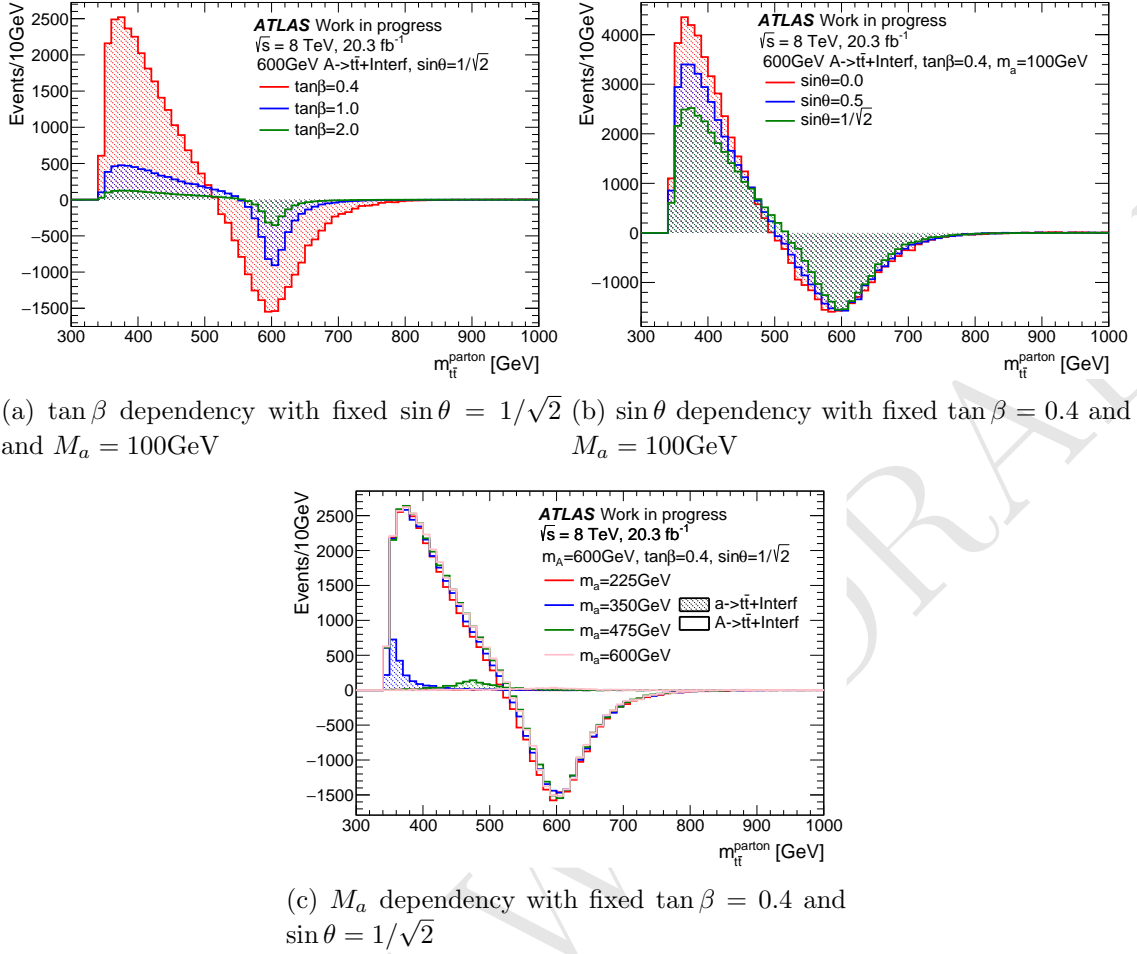 ATLAS Work in progress
√s = 8 TeV, 20.3 fb⁻¹
600GeV A->tt̄+Interf, sinθ=1/√2
tanβ=0.4
tanβ=1.0
tanβ=2.0
Events/10GeV
2500
2000
1500
1000
500
0
−500
−1000
−1500
300 400 500 600 700 800 900 1000
m_tt̄^parton [GeV]
ATLAS Work in progress
√s = 8 TeV, 20.3 fb⁻¹
600GeV A->tt̄+Interf, tanβ=0.4, m_a=100GeV
sinθ=0.0
sinθ=0.5
sinθ=1/√2
Events/10GeV
4000
3000
2000
1000
0
−1000
300 400 500 600 700 800 900 1000
m_tt̄^parton [GeV]
(a) tan β dependency with fixed sin θ = 1/√2
and M_a = 100GeV
(b) sin θ dependency with fixed tan β = 0.4 and
M_a = 100GeV
ATLAS Work in progress
√s = 8 TeV, 20.3 fb⁻¹
m_A=600GeV, tanβ=0.4, sinθ=1/√2
m_a=225GeV
m_a=350GeV
m_a=475GeV
m_a=600GeV
a->tt̄+Interf
A->tt̄+Interf
Events/10GeV
2500
2000
1500
1000
500
0
−500
−1000
−1500
300 400 500 600 700 800 900 1000
m_tt̄^parton [GeV]
(c) M_a dependency with fixed tan β = 0.4 and
sin θ = 1/√2